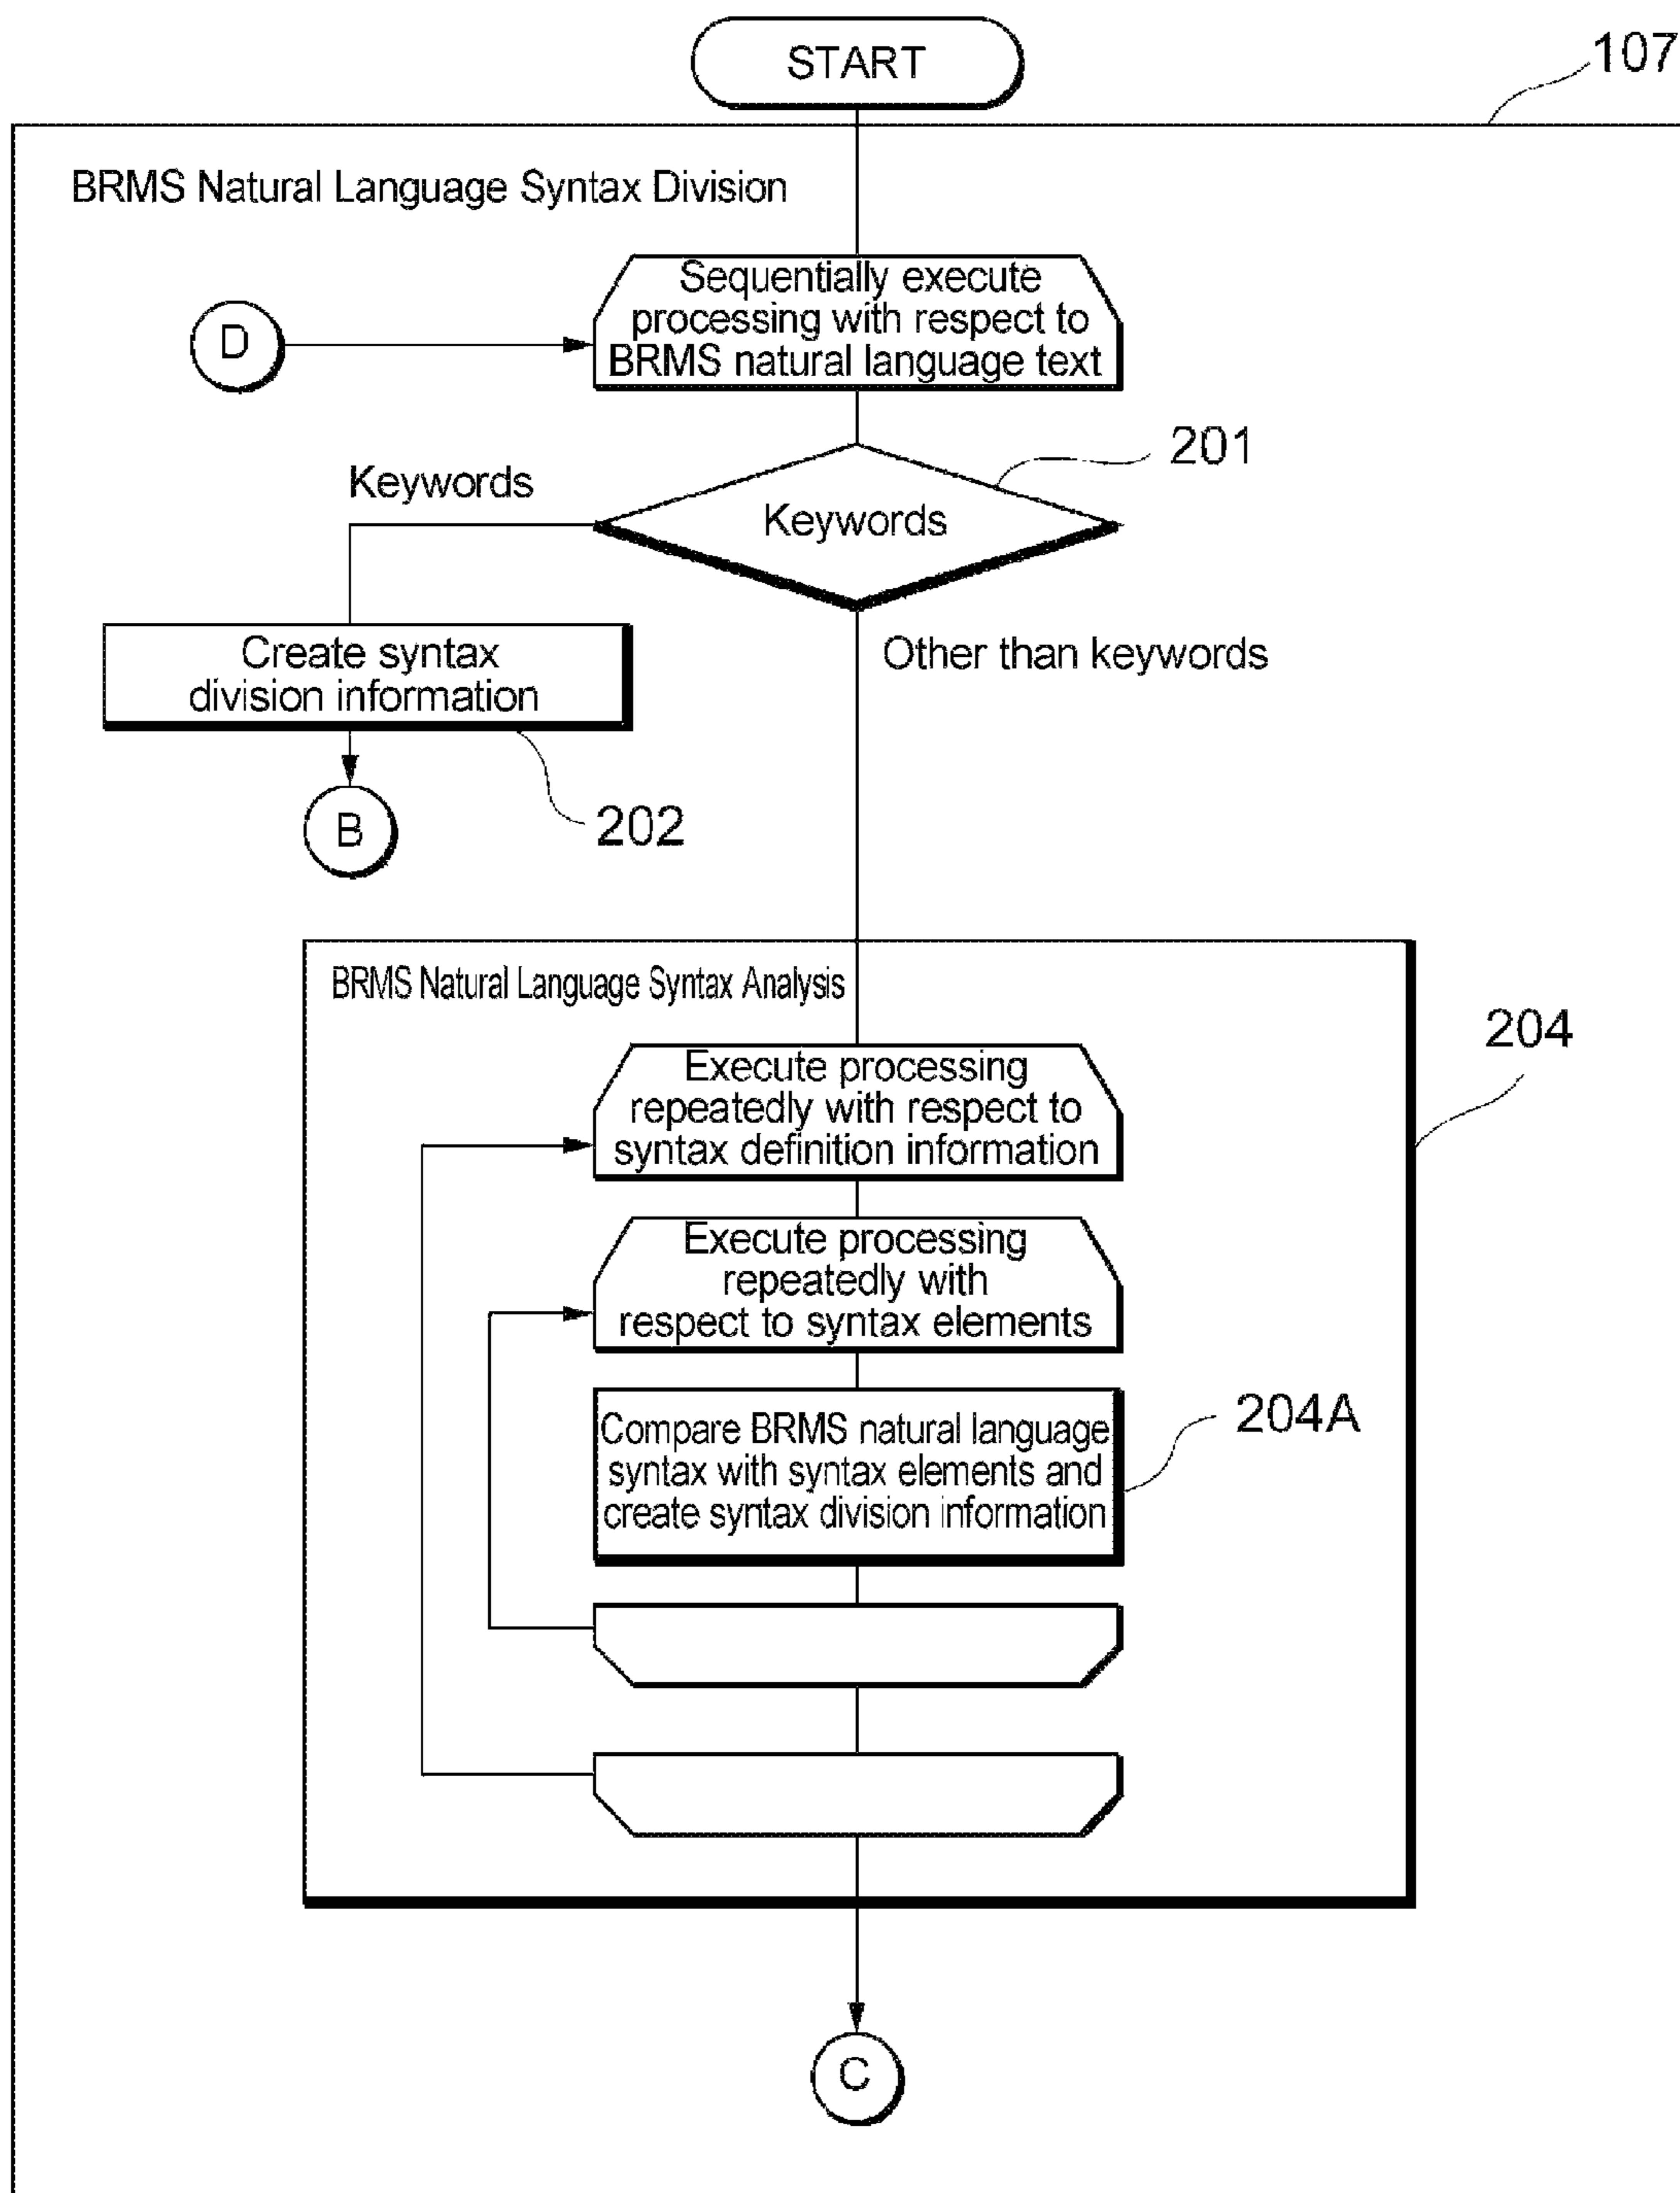 START
107
BRMS Natural Language Syntax Division
Sequentially execute
processing with respect to
BRMS natural language text
D
201
Keywords
Keywords
Create syntax
division information
Other than keywords
B
202
BRMS Natural Language Syntax Analysis
204
Execute processing
repeatedly with respect to
syntax definition information
Execute processing
repeatedly with
respect to syntax elements
204A
Compare BRMS natural language
syntax with syntax elements and
create syntax division information
C